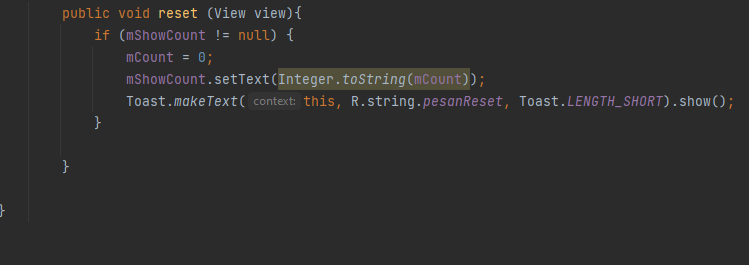 public void reset (View view){
if (mShowCount != null) {
mCount = 0;
mShowCount.setText(Integer.toString(mCount));
Toast.makeText( context: this, R.string.pesanReset, Toast.LENGTH_SHORT).show();
}
}
}